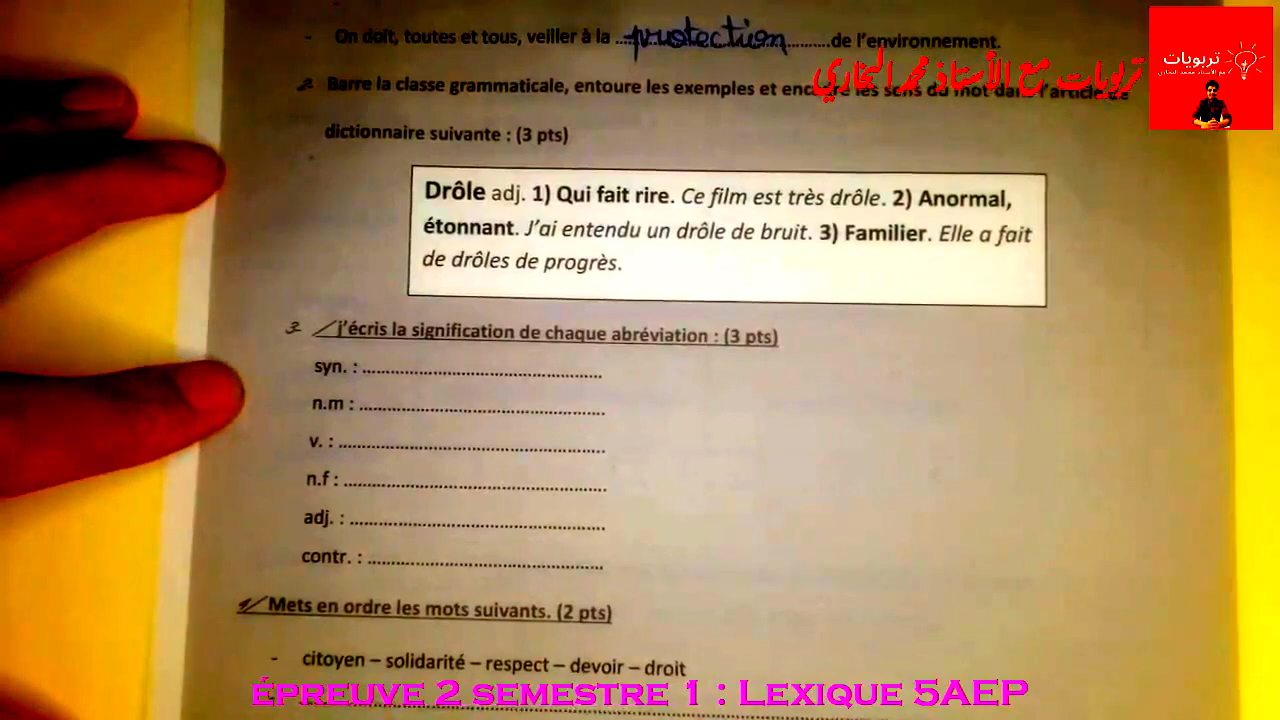 - On doit, toutes et tous, veiller à la ....protection..........de l'environnement.
تربويات مع الأستاذ محمد البخاري
تربويات
مع الأستاذ محمد البخاري
2. Barre la classe grammaticale, entoure les exemples et encadre les sens du mot dans l'article de
dictionnaire suivante : (3 pts)
Drôle adj. 1) Qui fait rire. Ce film est très drôle. 2) Anormal,
étonnant. J'ai entendu un drôle de bruit. 3) Familier. Elle a fait
de drôles de progrès.
3 / j'écris la signification de chaque abréviation : (3 pts)
syn. : ..................................................
n.m : ..................................................
v. : ..................................................
n.f : ..................................................
adj. : ..................................................
contr. : ..................................................
4/ Mets en ordre les mots suivants. (2 pts)
- citoyen – solidarité – respect – devoir – droit
épreuve 2 semestre 1 : Lexique 5AEP